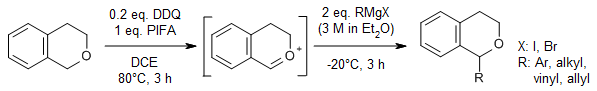 0.2 eq. DDQ
1 eq. PIFA
DCE
80°C, 3 h
O
O+
2 eq. RMgX
(3 M in Et₂O)
-20°C, 3 h
O
R
X: I, Br
R: Ar, alkyl,
vinyl, allyl